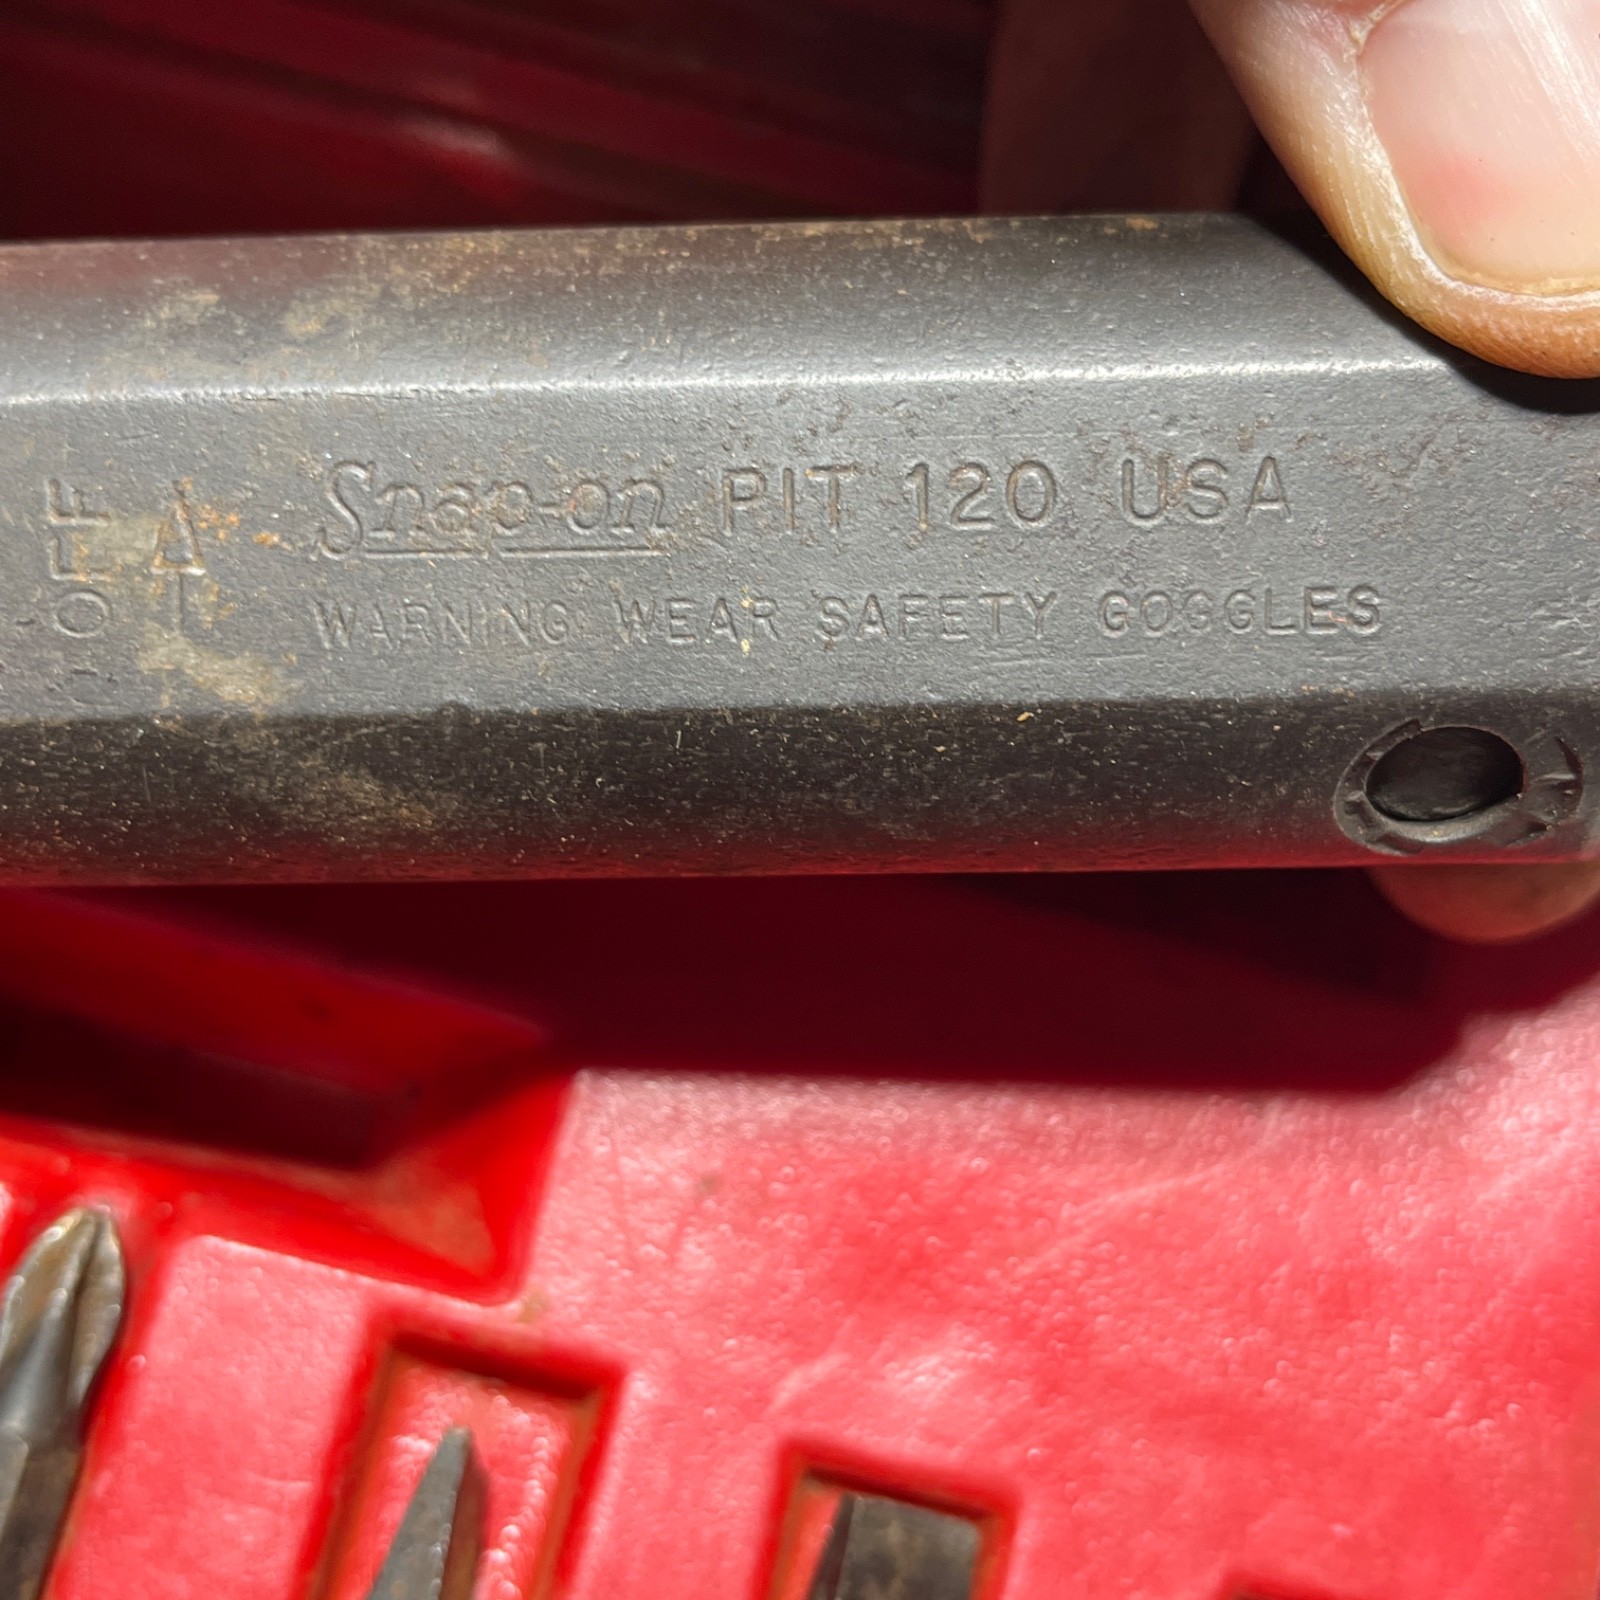 OFF
Snap-on PIT 120 USA
WARNING WEAR SAFETY GOGGLES